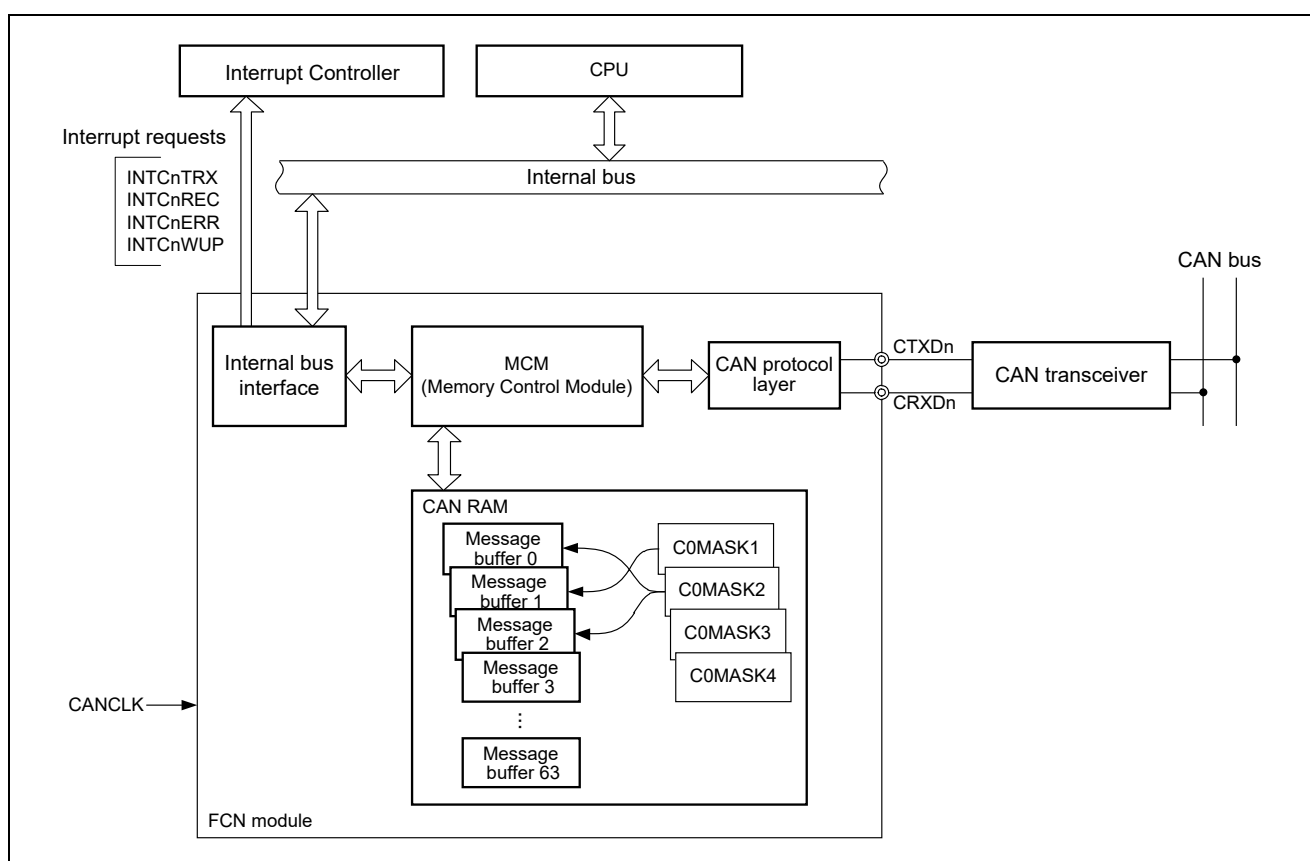 Interrupt Controller
CPU
Interrupt requests
INTCnTRX
INTCnREC
INTCnERR
INTCnWUP
Internal bus
CAN bus
Internal bus
interface
MCM
(Memory Control Module)
CAN protocol
layer
CTXDn
CRXDn
CAN transceiver
CAN RAM
Message
buffer 0
Message
buffer 1
Message
buffer 2
Message
buffer 3
⋮
Message
buffer 63
C0MASK1
C0MASK2
C0MASK3
C0MASK4
CANCLK
FCN module